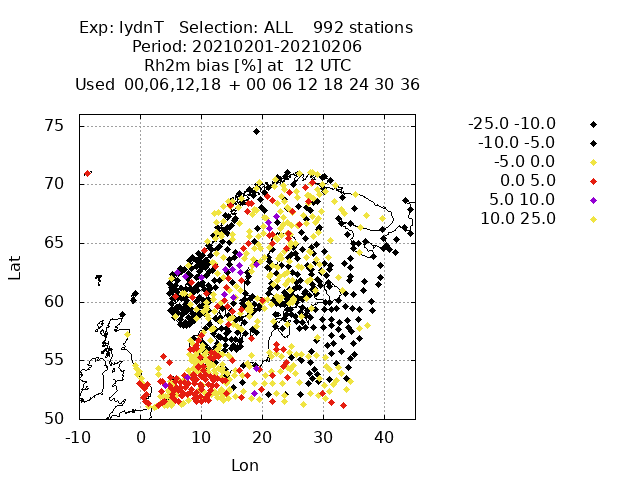 Exp: lydnT Selection: ALL 992 stations
Period: 20210201-20210206
Rh2m bias [%] at 12 UTC
Used 00,06,12,18 + 00 06 12 18 24 30 36
-25.0 -10.0
-10.0 -5.0
-5.0 0.0
0.0 5.0
5.0 10.0
10.0 25.0
75
70
65
60
55
50
Lat
-10 0 10 20 30 40
Lon